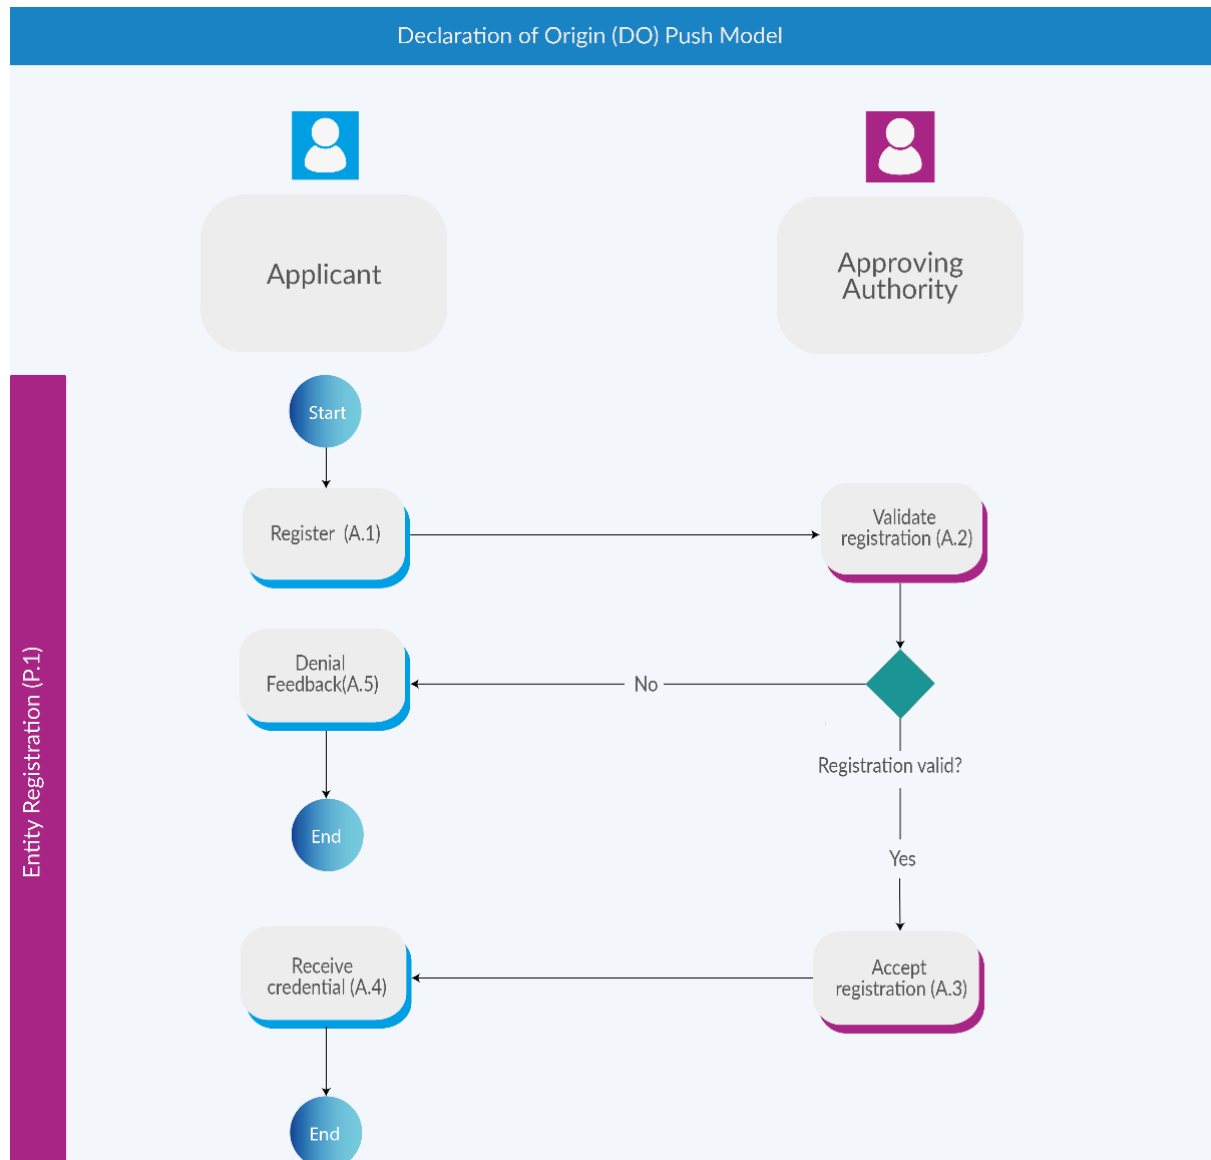 Declaration of Origin (DO) Push Model
Applicant
Approving
Authority
Start
Register (A.1)
Validate
registration (A.2)
Denial
Feedback(A.5)
No
Registration valid?
End
Yes
Receive
credential (A.4)
Accept
registration (A.3)
End
Entity Registration (P.1)